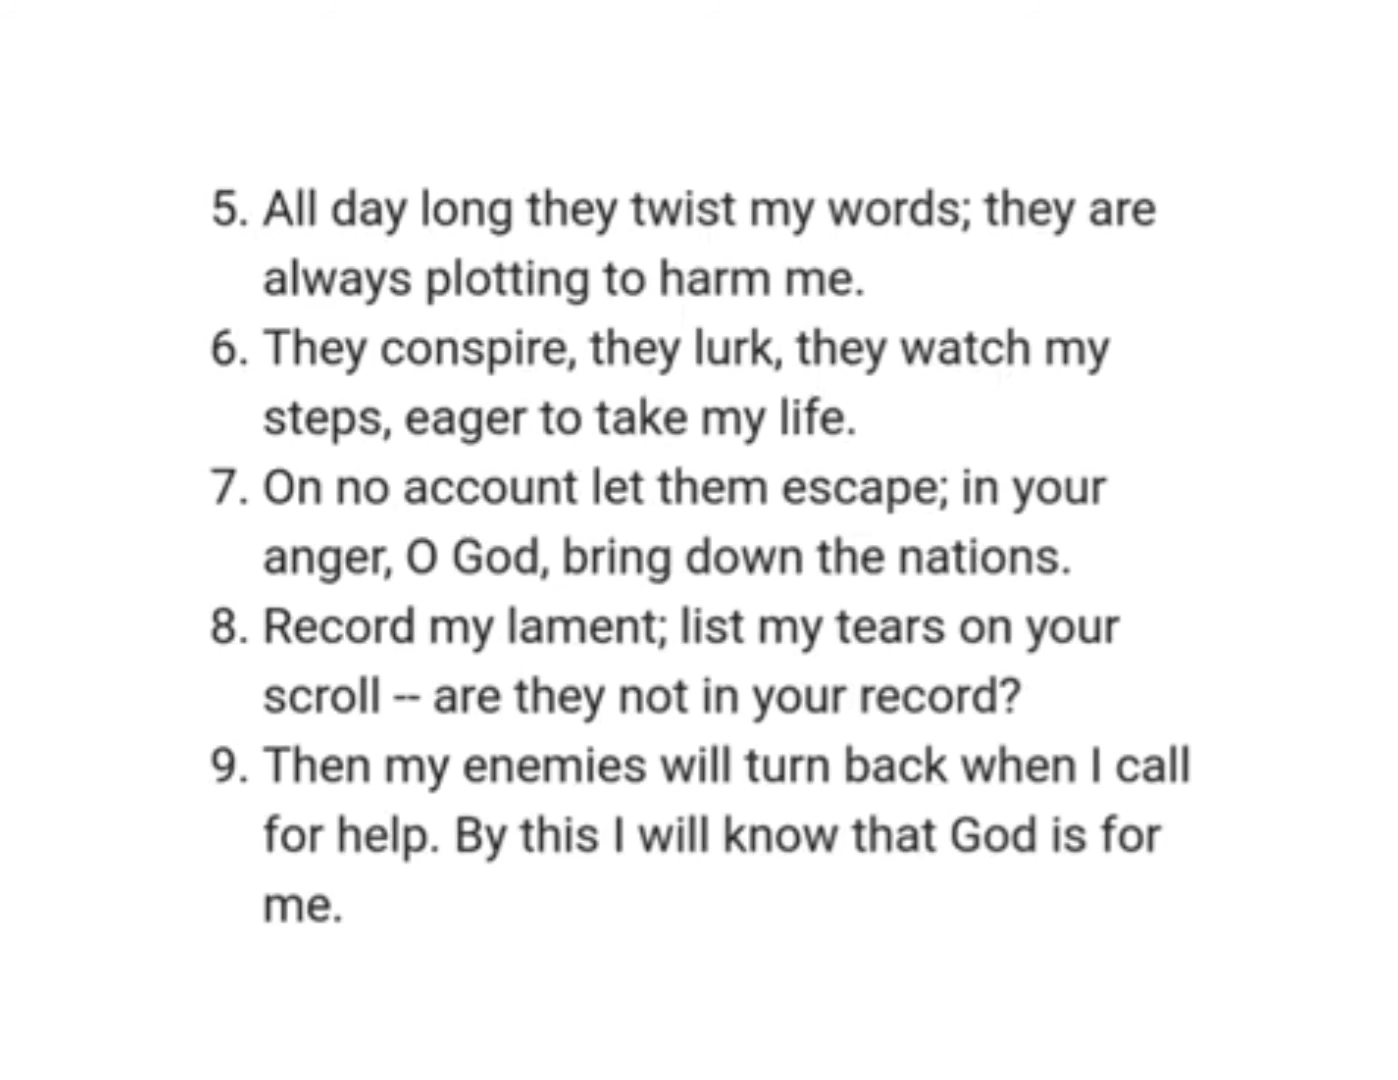 5. All day long they twist my words; they are
always plotting to harm me.
6. They conspire, they lurk, they watch my
steps, eager to take my life.
7. On no account let them escape; in your
anger, O God, bring down the nations.
8. Record my lament; list my tears on your
scroll -- are they not in your record?
9. Then my enemies will turn back when I call
for help. By this I will know that God is for
me.